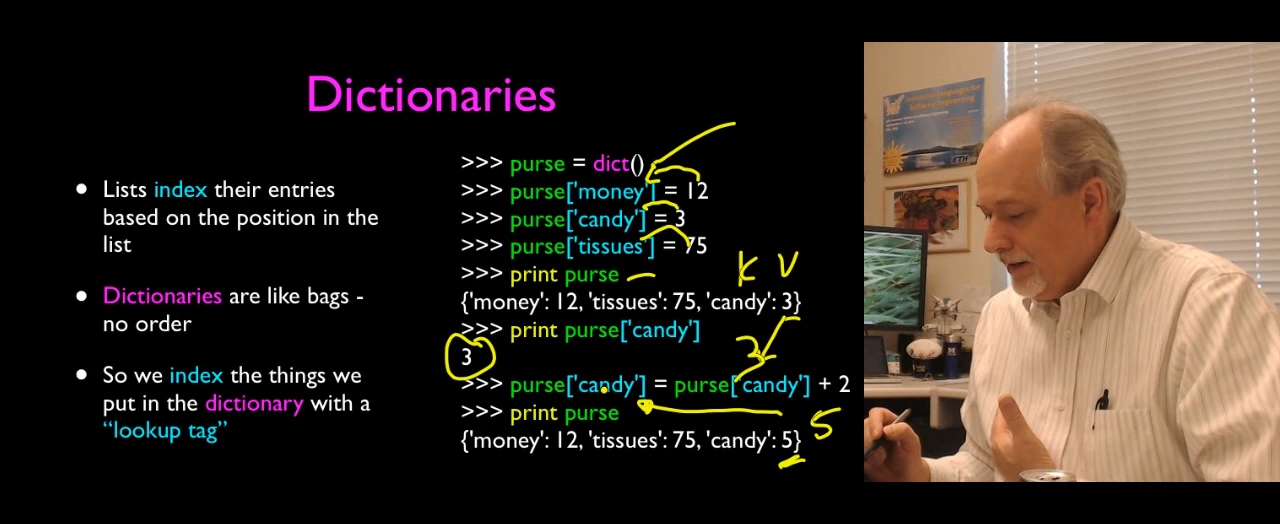 Dictionaries
• Lists index their entries
based on the position in the
list
• Dictionaries are like bags -
no order
• So we index the things we
put in the dictionary with a
“lookup tag”
>>> purse = dict()
>>> purse['money'] = 12
>>> purse['candy'] = 3
>>> purse['tissues'] = 75
>>> print purse
K V
{'money': 12, 'tissues': 75, 'candy': 3}
>>> print purse['candy']
3
3
>>> purse['candy'] = purse['candy'] + 2
>>> print purse
5
{'money': 12, 'tissues': 75, 'candy': 5}